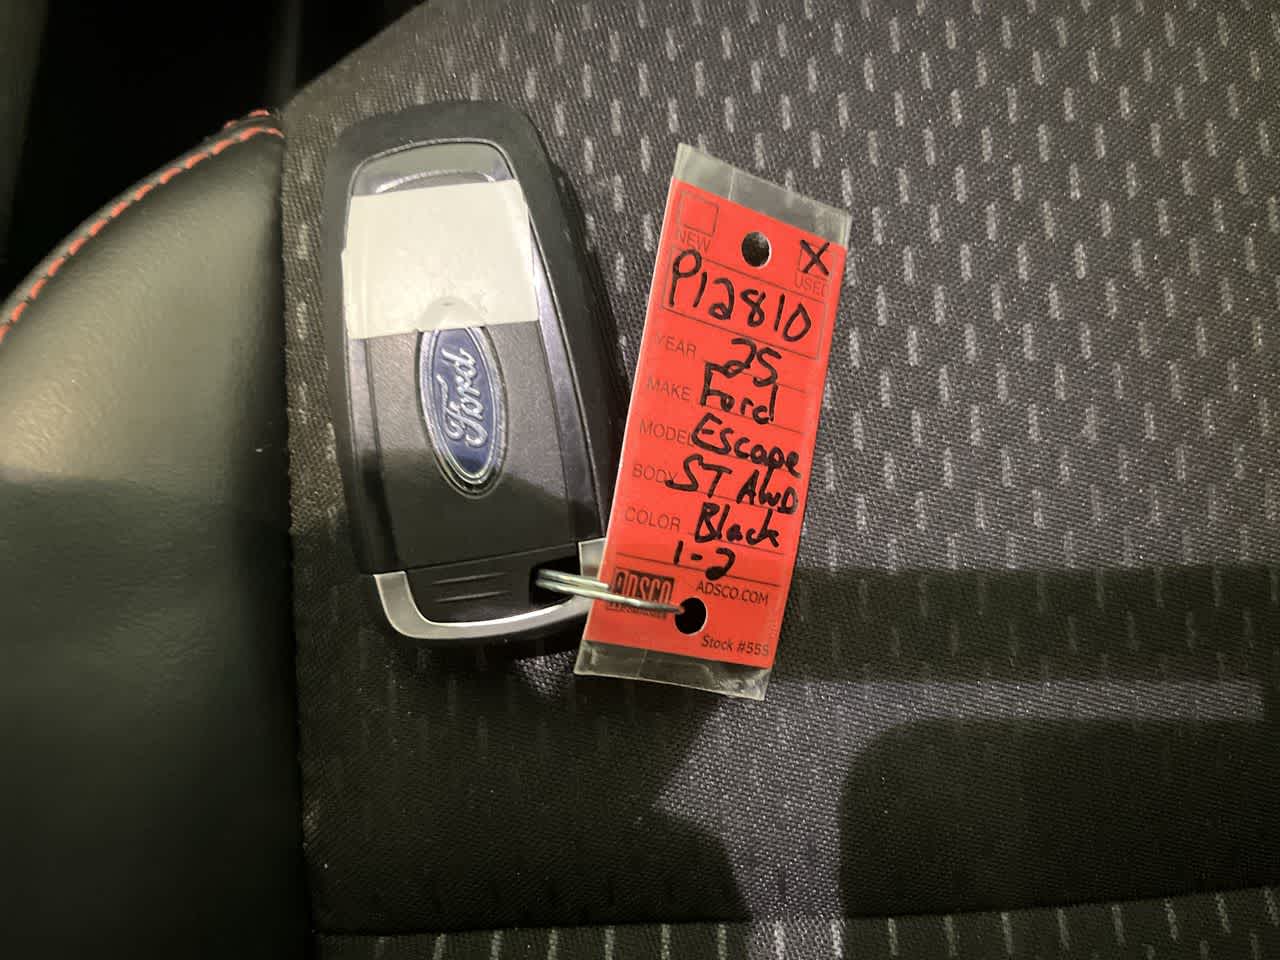 Ford
NEW
X
USED
P12810
YEAR 25
MAKE Ford
MODEL Escape
BODY ST AWD
COLOR Black
1-2
ADSCO ADSCO.COM
Stock #555